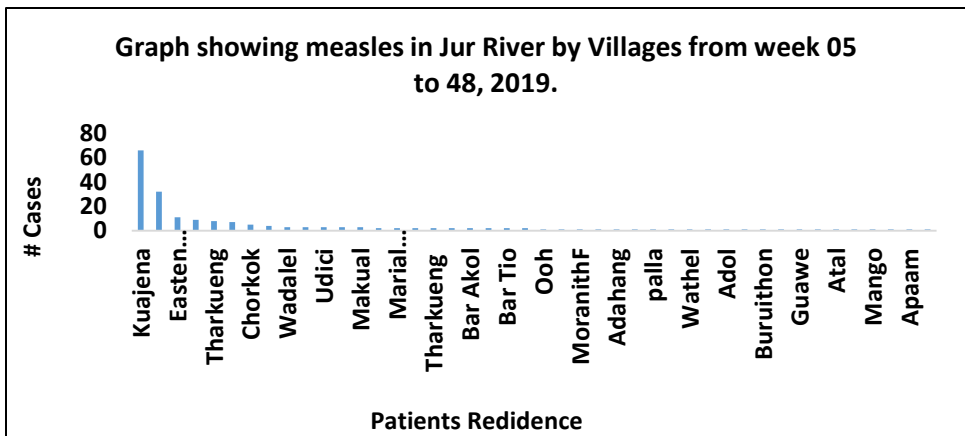 Graph showing measles in Jur River by Villages from week 05
to 48, 2019.
# Cases
80
60
40
20
0
Kuajena
Easten...
Tharkueng
Chorkok
Wadalel
Udici
Makual
Marial...
Tharkueng
Bar Akol
Bar Tio
Ooh
MoranithF
Adahang
palla
Wathel
Adol
Buruithon
Guawe
Atal
Mango
Apaam
Patients Redidence